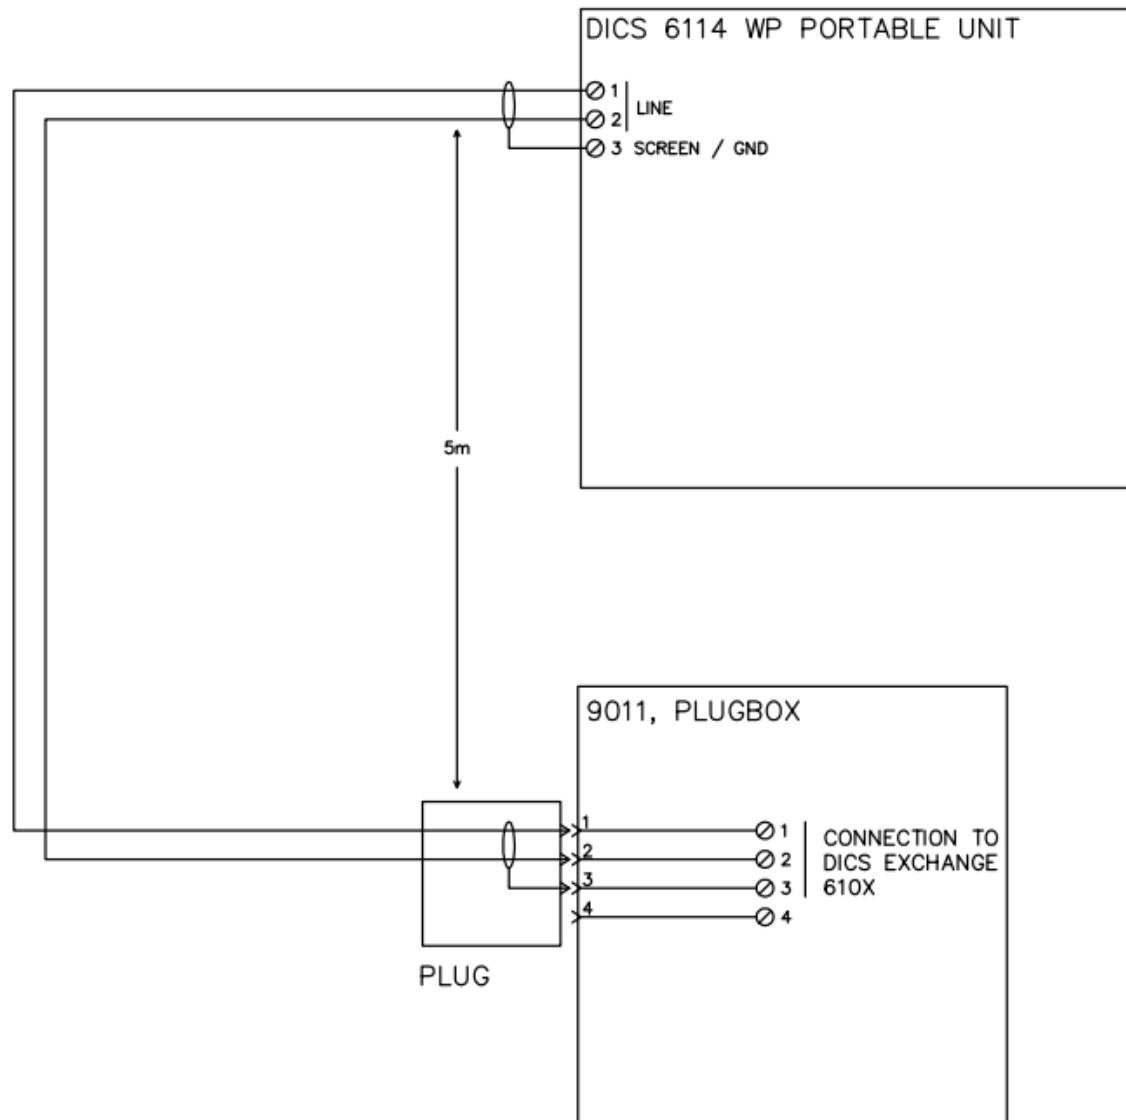 DICS 6114 WP PORTABLE UNIT
1
LINE
2
3 SCREEN / GND
5m
9011, PLUGBOX
1
1
CONNECTION TO
2
2
DICS EXCHANGE
3
3
610X
4
4
PLUG